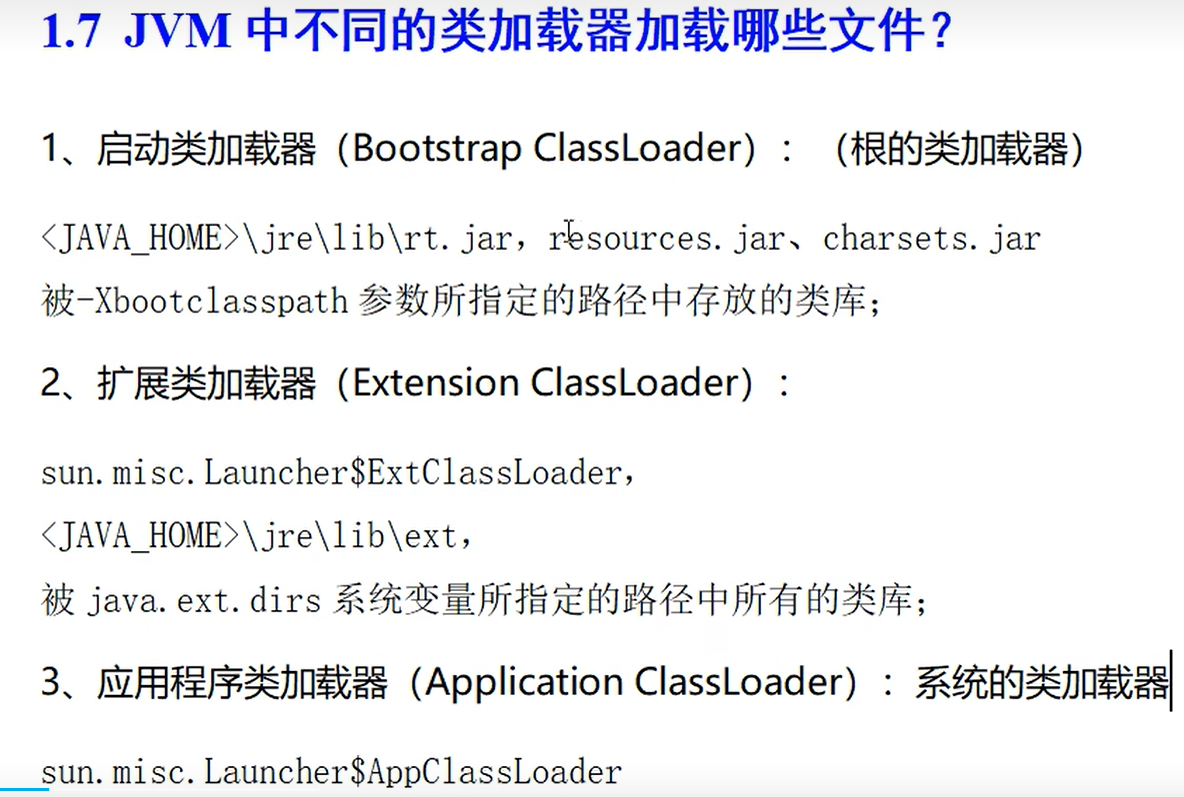 1.7 JVM 中不同的类加载器加载哪些文件?
1、启动类加载器（Bootstrap ClassLoader）: （根的类加载器）
<JAVA_HOME>\jre\lib\rt.jar，resources.jar、charsets.jar
被-Xbootclasspath 参数所指定的路径中存放的类库；
2、扩展类加载器（Extension ClassLoader）:
sun.misc.Launcher$ExtClassLoader，
<JAVA_HOME>\jre\lib\ext，
被 java.ext.dirs 系统变量所指定的路径中所有的类库；
3、应用程序类加载器（Application ClassLoader）: 系统的类加载器
sun.misc.Launcher$AppClassLoader